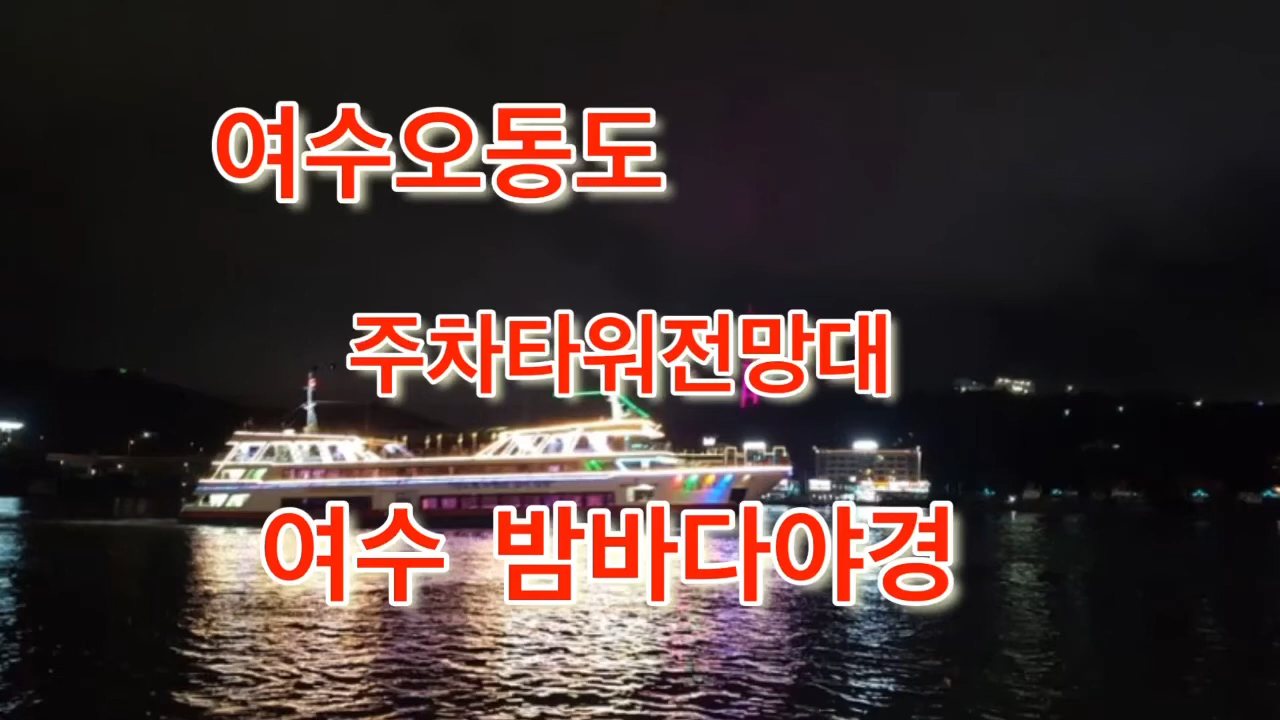 여수오동도
주차타워전망대
여수 밤바다야경